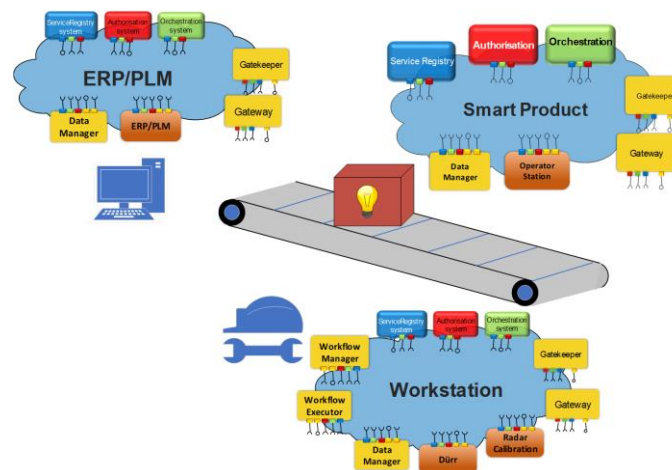 ServiceRegistry
system
Authorisation
system
Orchestration
system
ERP/PLM
Gatekeeper
Gateway
Data
Manager
ERP/PLM
Service Registry
Authorisation
Orchestration
Smart Product
Gatekeeper
Gateway
Data
Manager
Operator
Station
ServiceRegistry
system
Authorisation
system
Orchestration
system
Workflow
Manager
Workstation
Gatekeeper
Workflow
Executor
Gateway
Data
Manager
Dürr
Radar
Calibration